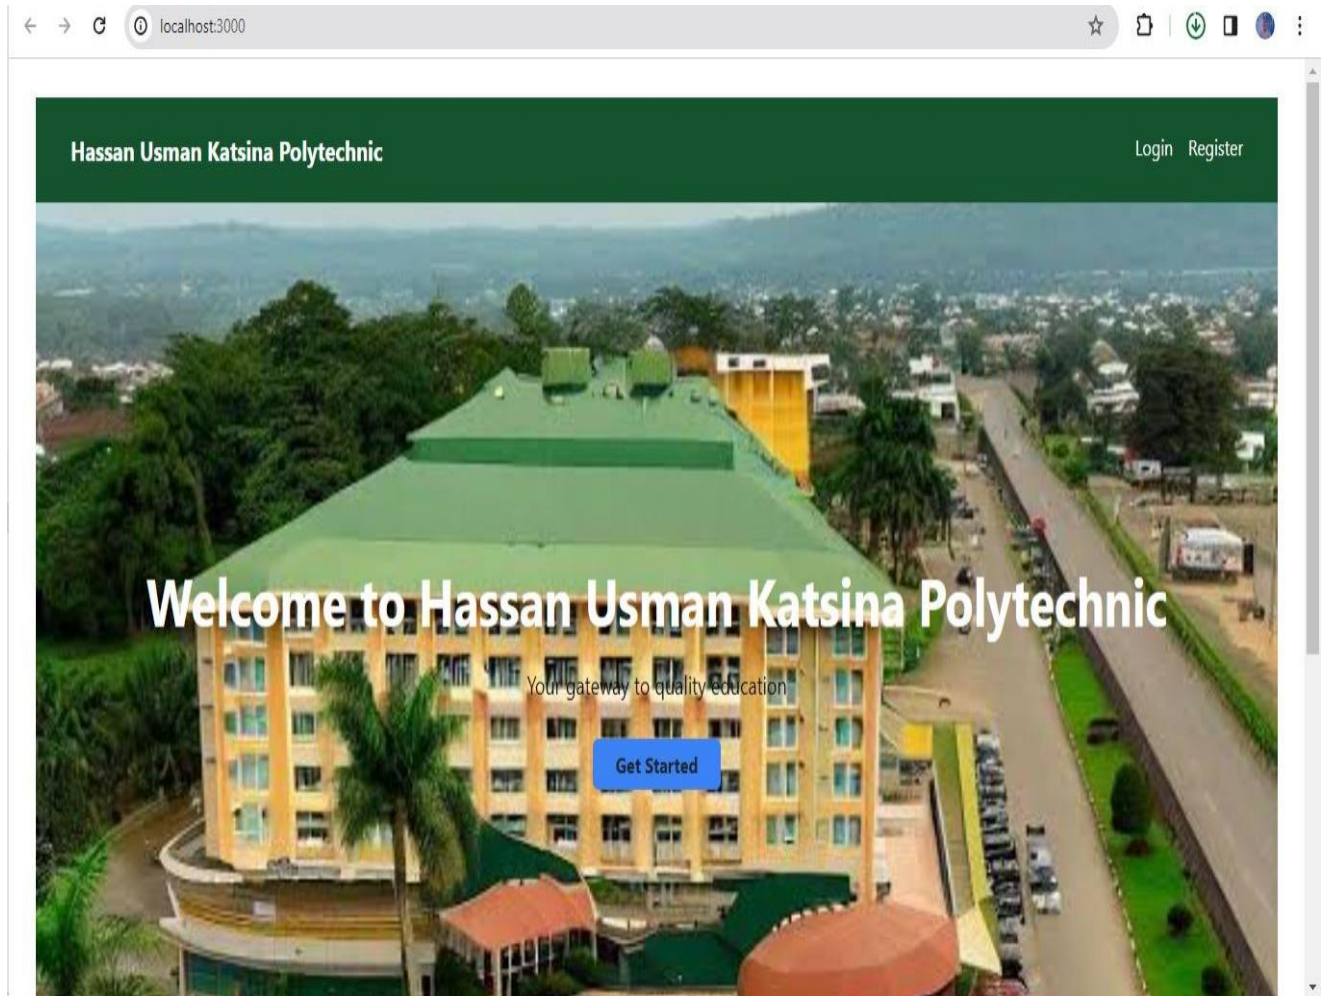 localhost:3000
Hassan Usman Katsina Polytechnic
Login Register
Welcome to Hassan Usman Katsina Polytechnic
Your gateway to quality education
Get Started